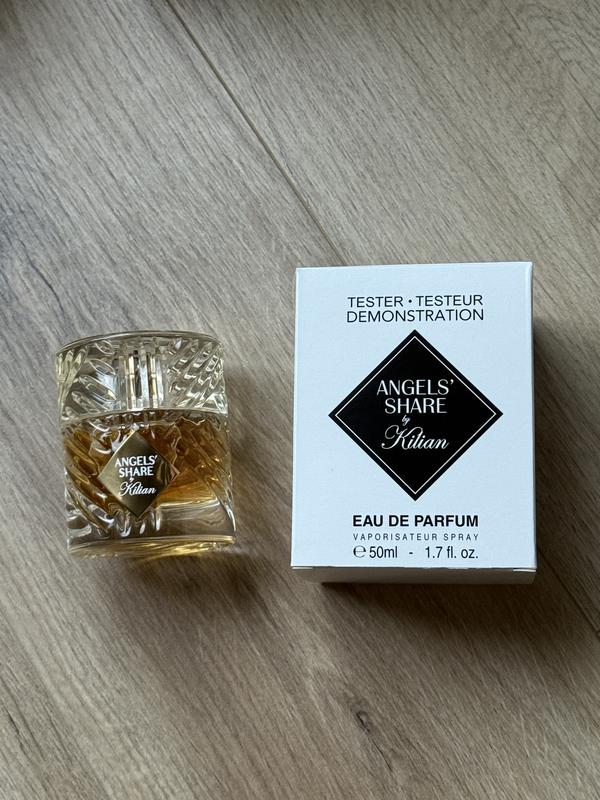 ANGELS'
SHARE
by
Kilian
TESTER • TESTEUR
DEMONSTRATION
ANGELS'
SHARE
by
Kilian
EAU DE PARFUM
VAPORISATEUR SPRAY
℮ 50ml - 1.7 fl. oz.